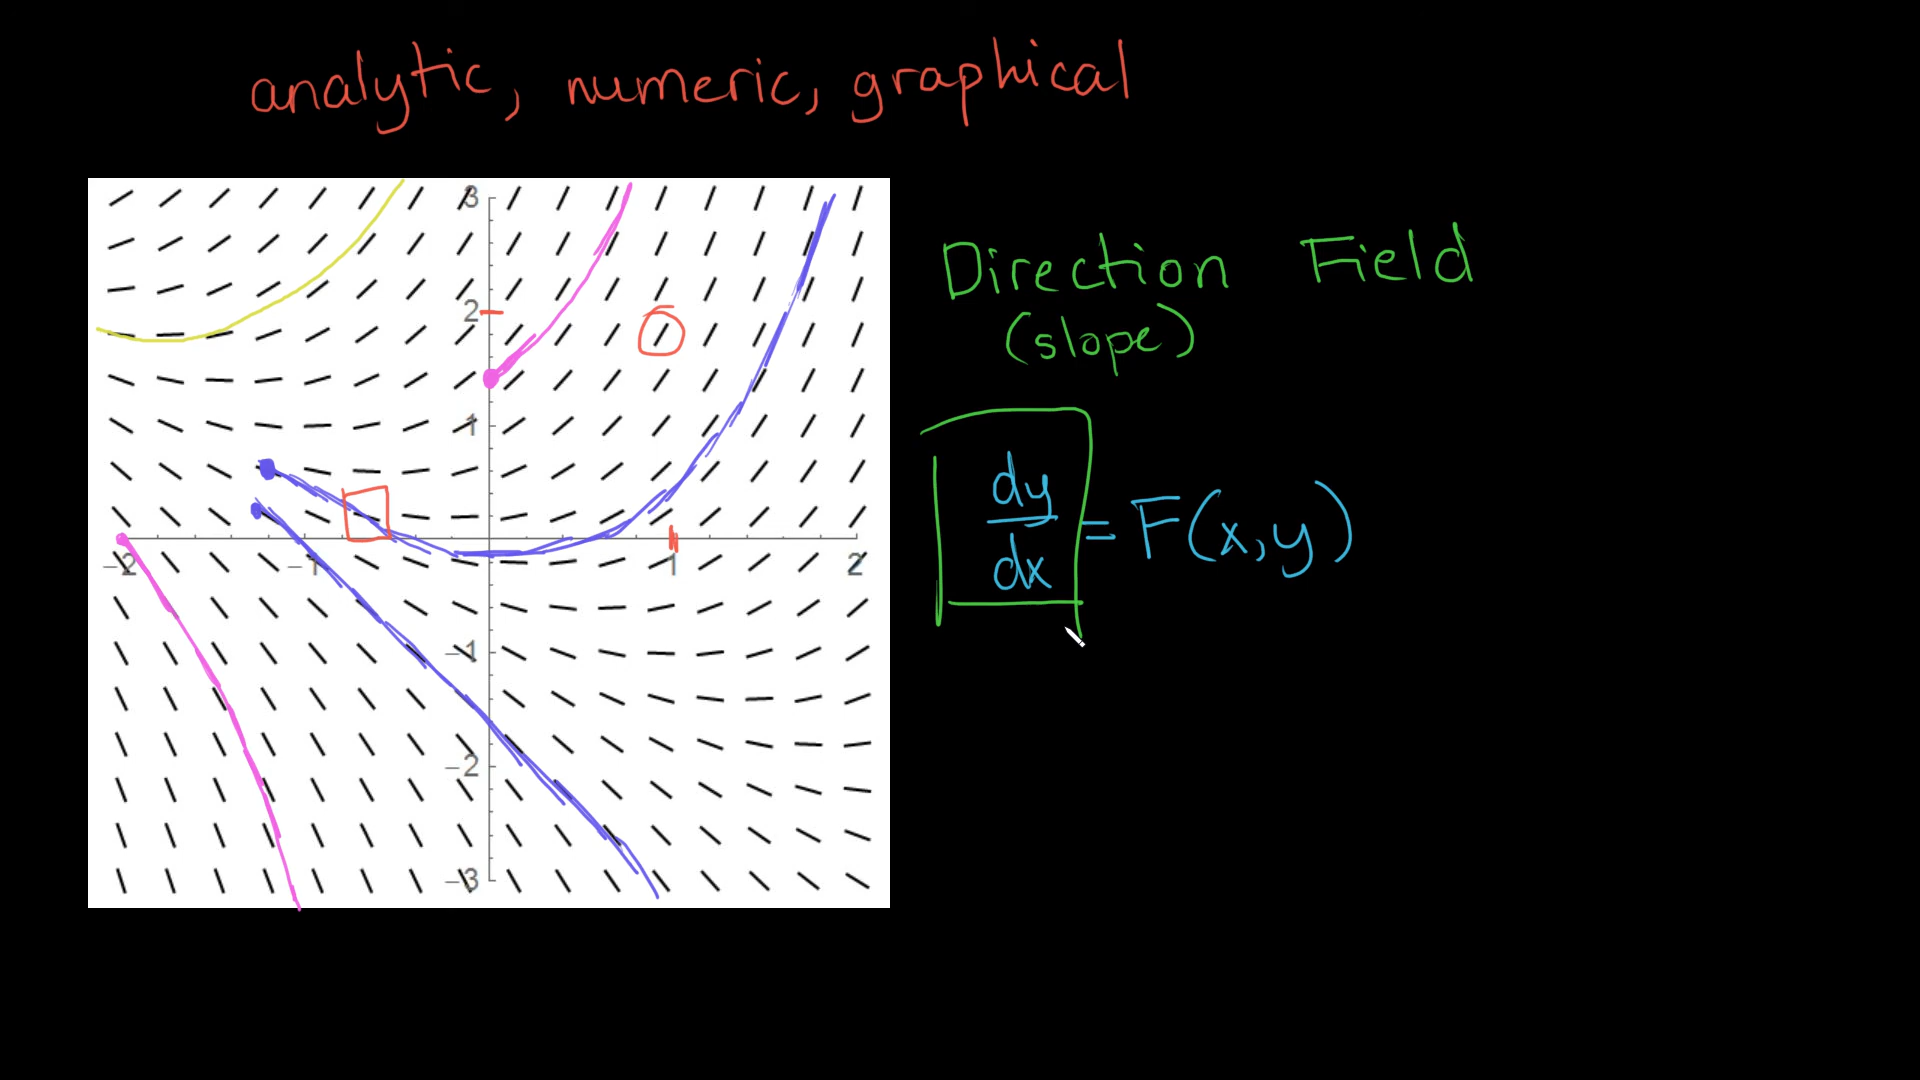 analytic, numeric, graphical
Direction Field
(slope)
dy
dx
= F(x,y)
3
2
1
−2 −1 1 2
−1
−2
−3